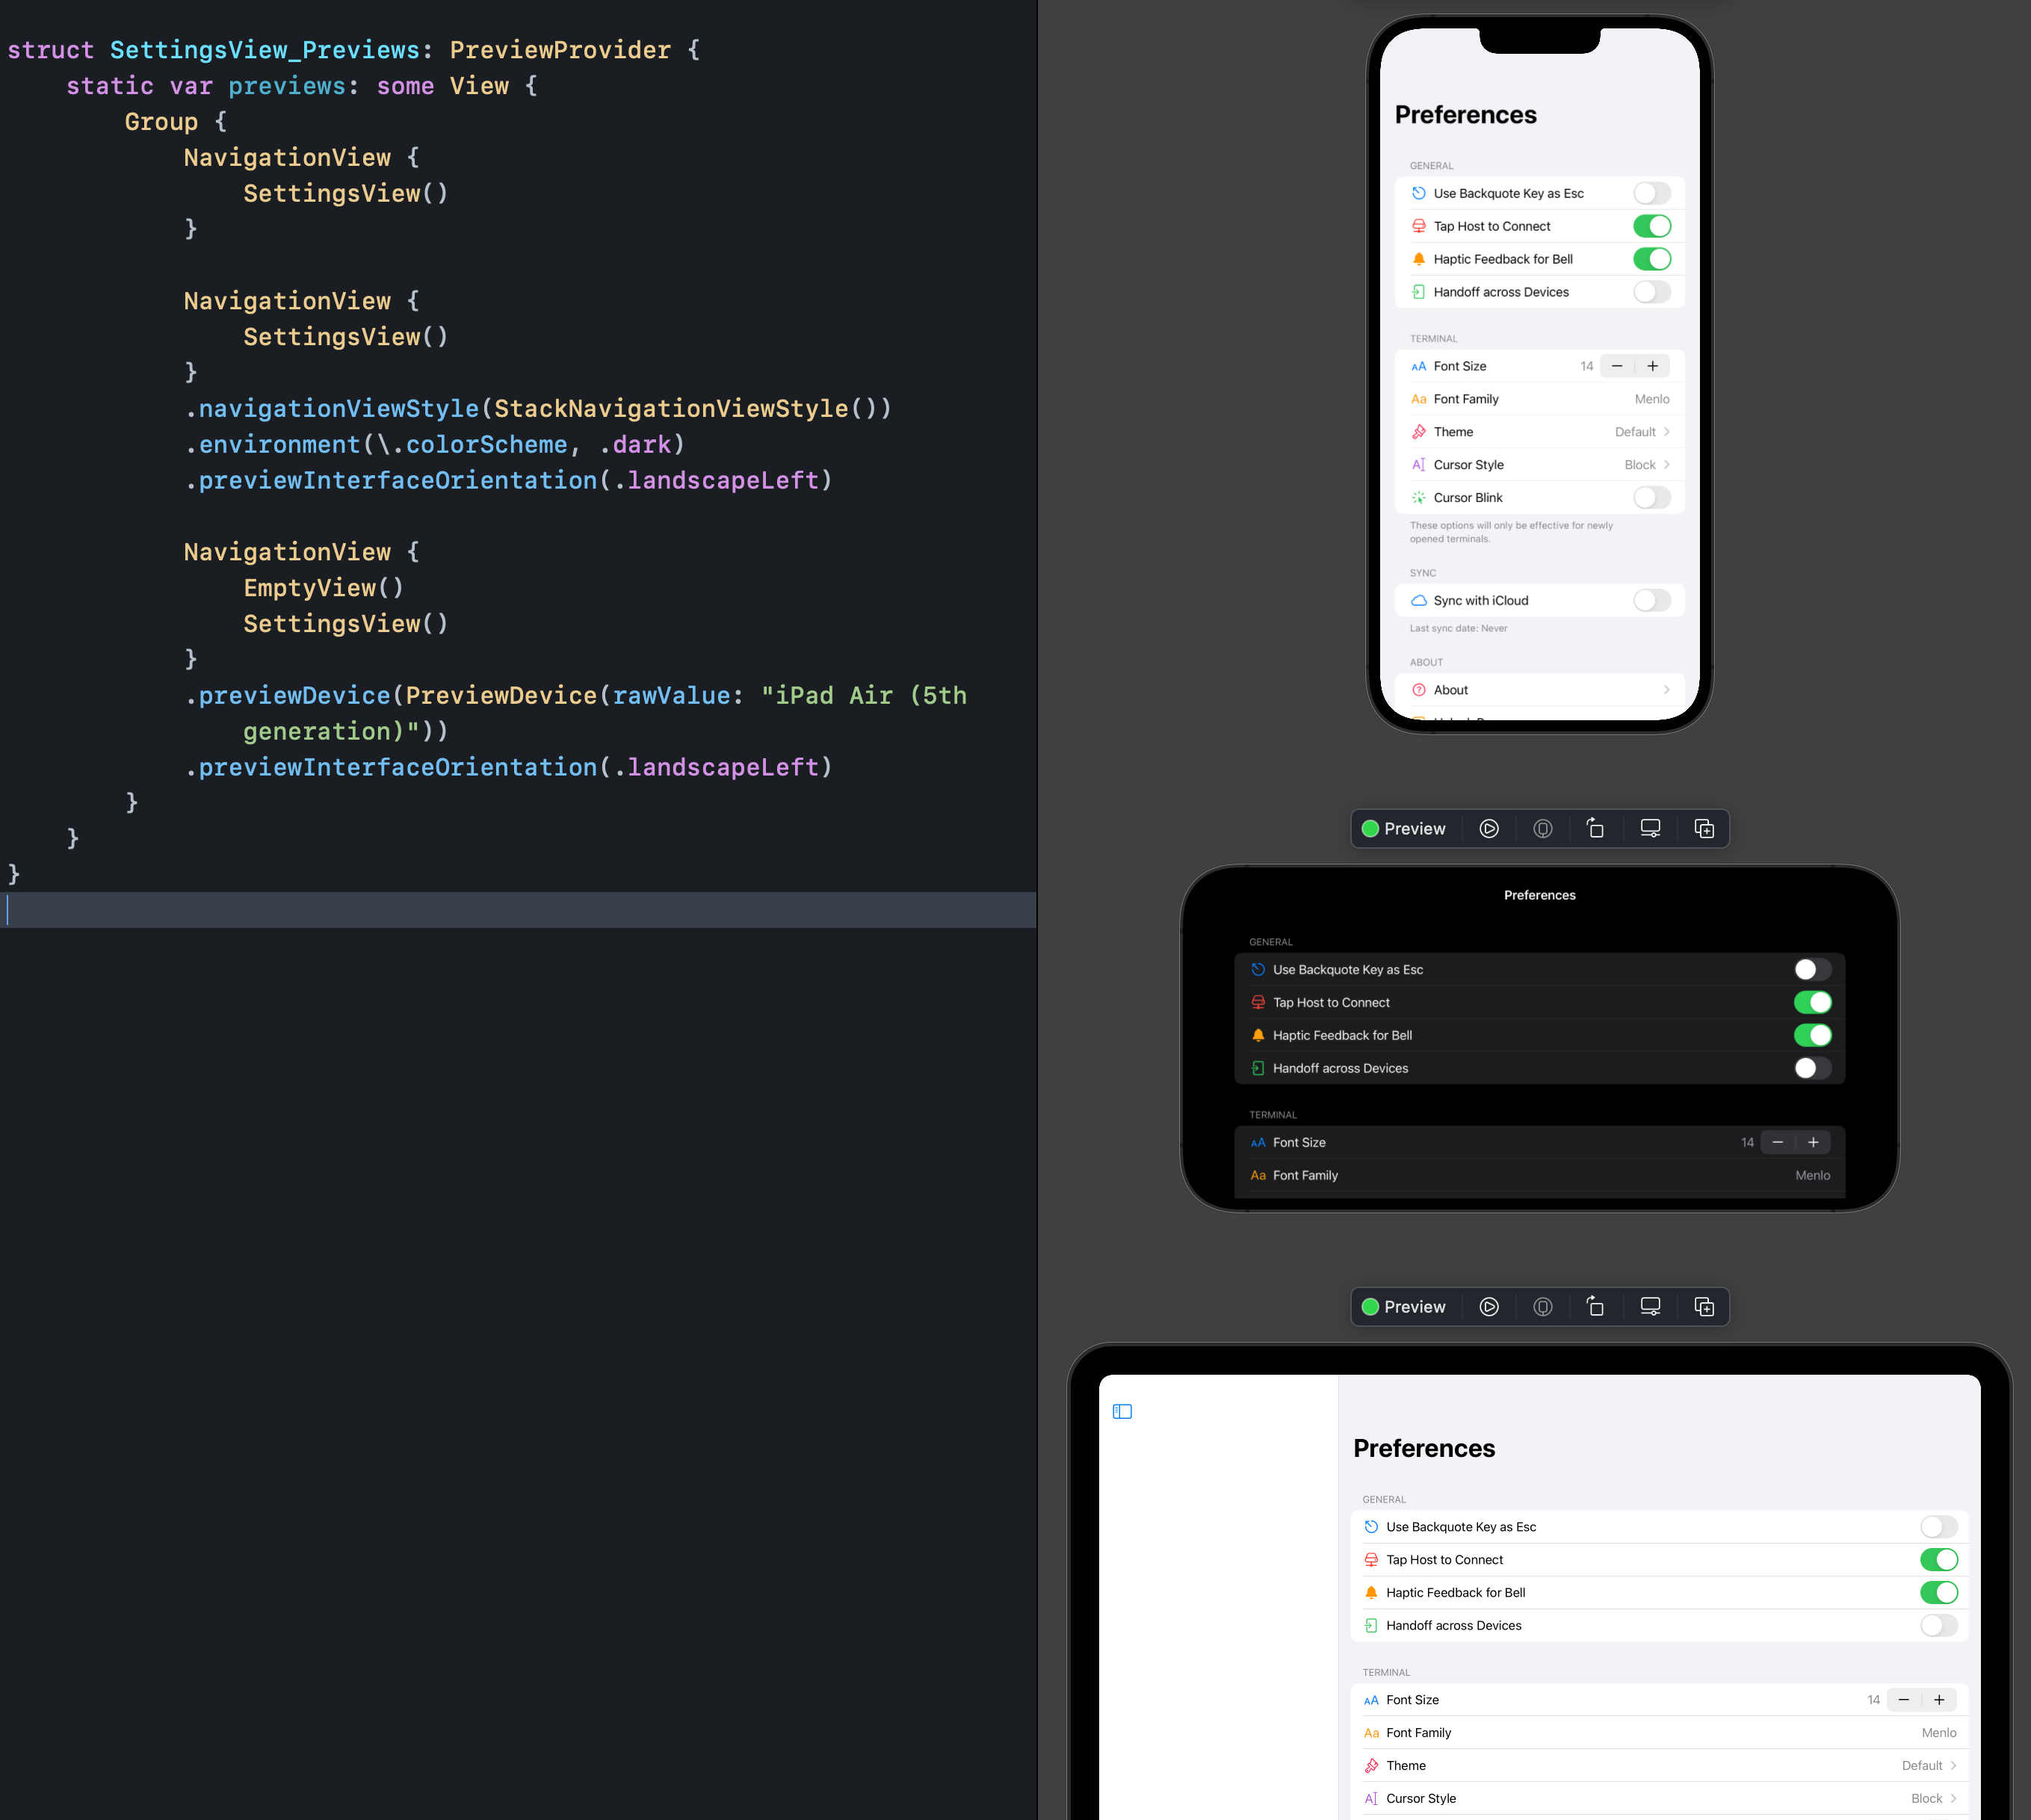 struct SettingsView_Previews: PreviewProvider {
static var previews: some View {
Group {
NavigationView {
SettingsView()
}
NavigationView {
SettingsView()
}
.navigationViewStyle(StackNavigationViewStyle())
.environment(\.colorScheme, .dark)
.previewInterfaceOrientation(.landscapeLeft)
NavigationView {
EmptyView()
SettingsView()
}
.previewDevice(PreviewDevice(rawValue: "iPad Air (5th
generation)"))
.previewInterfaceOrientation(.landscapeLeft)
}
}
}
Preferences
GENERAL
Use Backquote Key as Esc
Tap Host to Connect
Haptic Feedback for Bell
Handoff across Devices
TERMINAL
AA Font Size 14 − +
Aa Font Family Menlo
Theme Default
A Cursor Style Block
Cursor Blink
These options will only be effective for newly
opened terminals.
SYNC
Sync with iCloud
Last sync date: Never
ABOUT
About
Preview
Preferences
GENERAL
Use Backquote Key as Esc
Tap Host to Connect
Haptic Feedback for Bell
Handoff across Devices
TERMINAL
AA Font Size 14 − +
Aa Font Family Menlo
Preview
Preferences
GENERAL
Use Backquote Key as Esc
Tap Host to Connect
Haptic Feedback for Bell
Handoff across Devices
TERMINAL
AA Font Size 14 − +
Aa Font Family Menlo
Theme Default
A Cursor Style Block